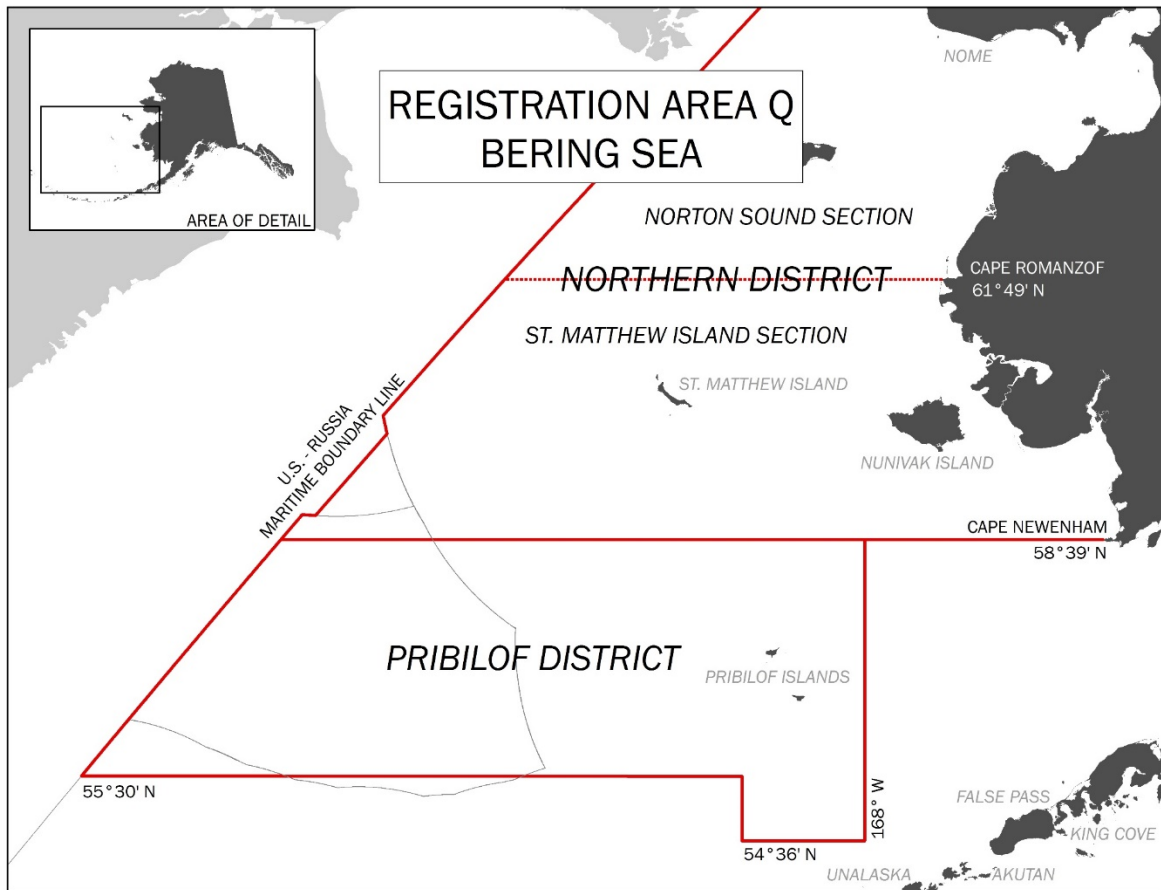 NOME
REGISTRATION AREA Q
BERING SEA
AREA OF DETAIL
NORTON SOUND SECTION
NORTHERN DISTRICT
CAPE ROMANZOF
61°49' N
ST. MATTHEW ISLAND SECTION
ST. MATTHEW ISLAND
U.S. - RUSSIA
MARITIME BOUNDARY LINE
NUNIVAK ISLAND
CAPE NEWENHAM
58°39' N
PRIBILOF DISTRICT
PRIBILOF ISLANDS
55°30' N
168° W
FALSE PASS
KING COVE
54°36' N
UNALASKA
AKUTAN